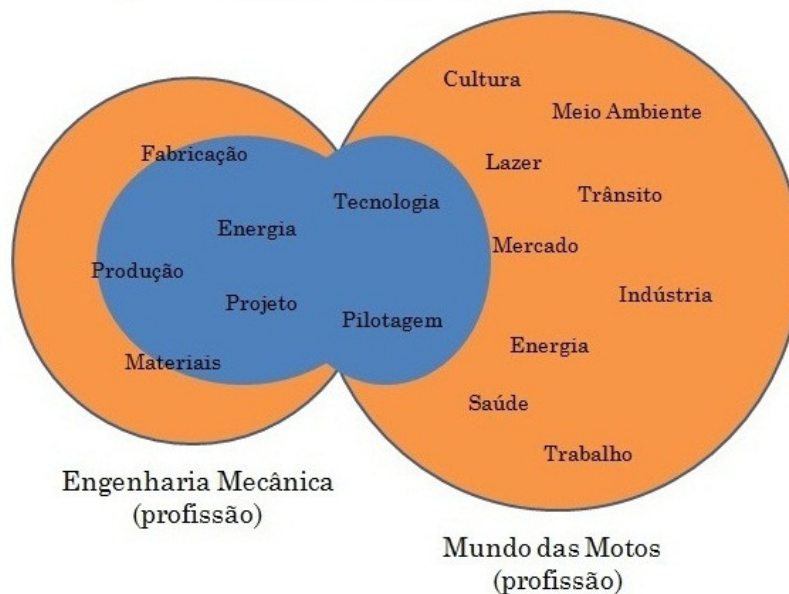 Fabricação
Energia
Produção
Projeto
Materiais
Tecnologia
Pilotagem
Cultura
Meio Ambiente
Lazer
Trânsito
Mercado
Indústria
Energia
Saúde
Trabalho
Engenharia Mecânica
(profissão)
Mundo das Motos
(profissão)